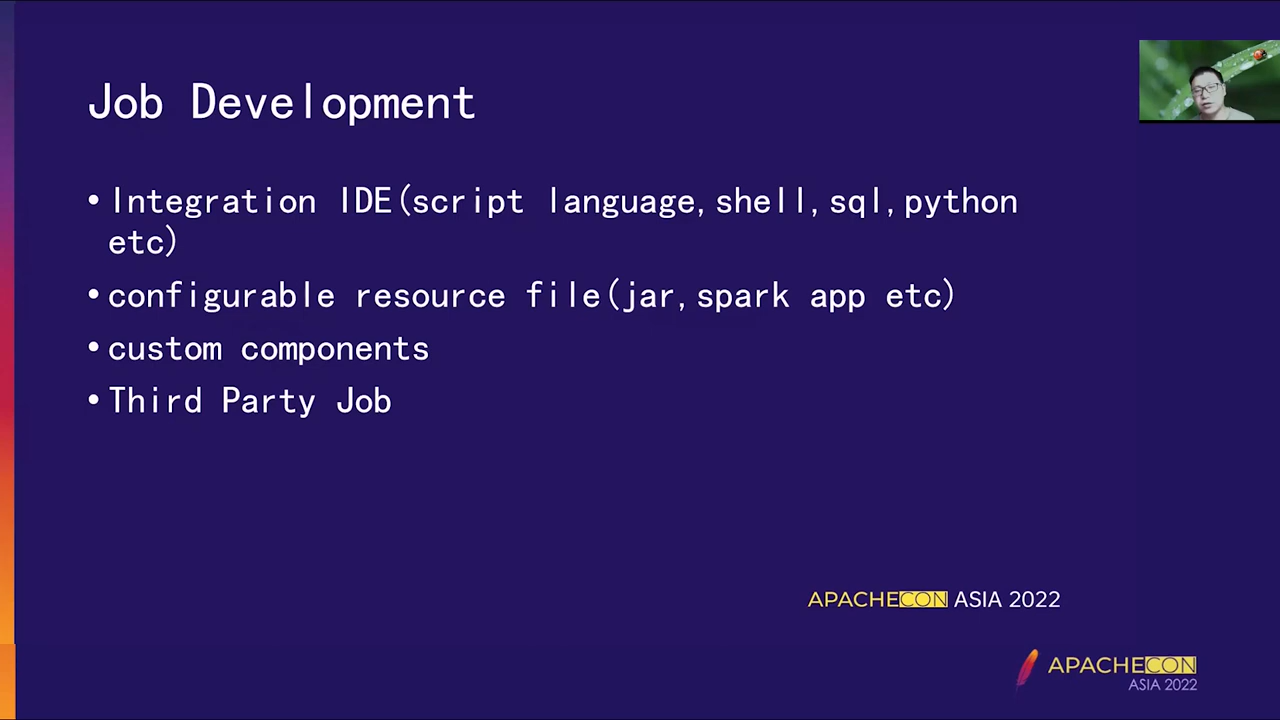 Job Development
• Integration IDE(script language,shell,sql,python
etc)
• configurable resource file(jar,spark app etc)
• custom components
• Third Party Job
APACHECON ASIA 2022
APACHECON
ASIA 2022